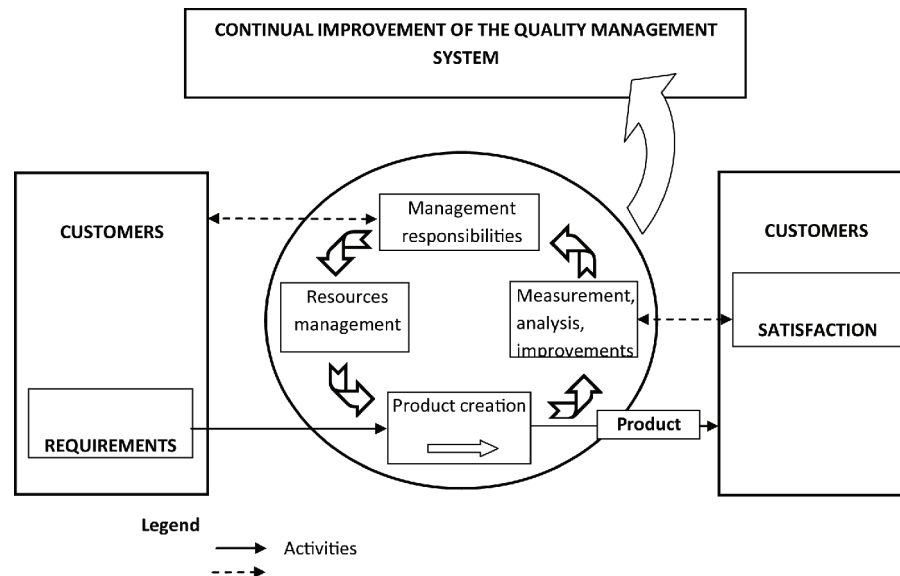 CONTINUAL IMPROVEMENT OF THE QUALITY MANAGEMENT
SYSTEM
CUSTOMERS
REQUIREMENTS
Management
responsibilities
Resources
management
Measurement,
analysis,
improvements
Product creation
Product
CUSTOMERS
SATISFACTION
Legend
Activities